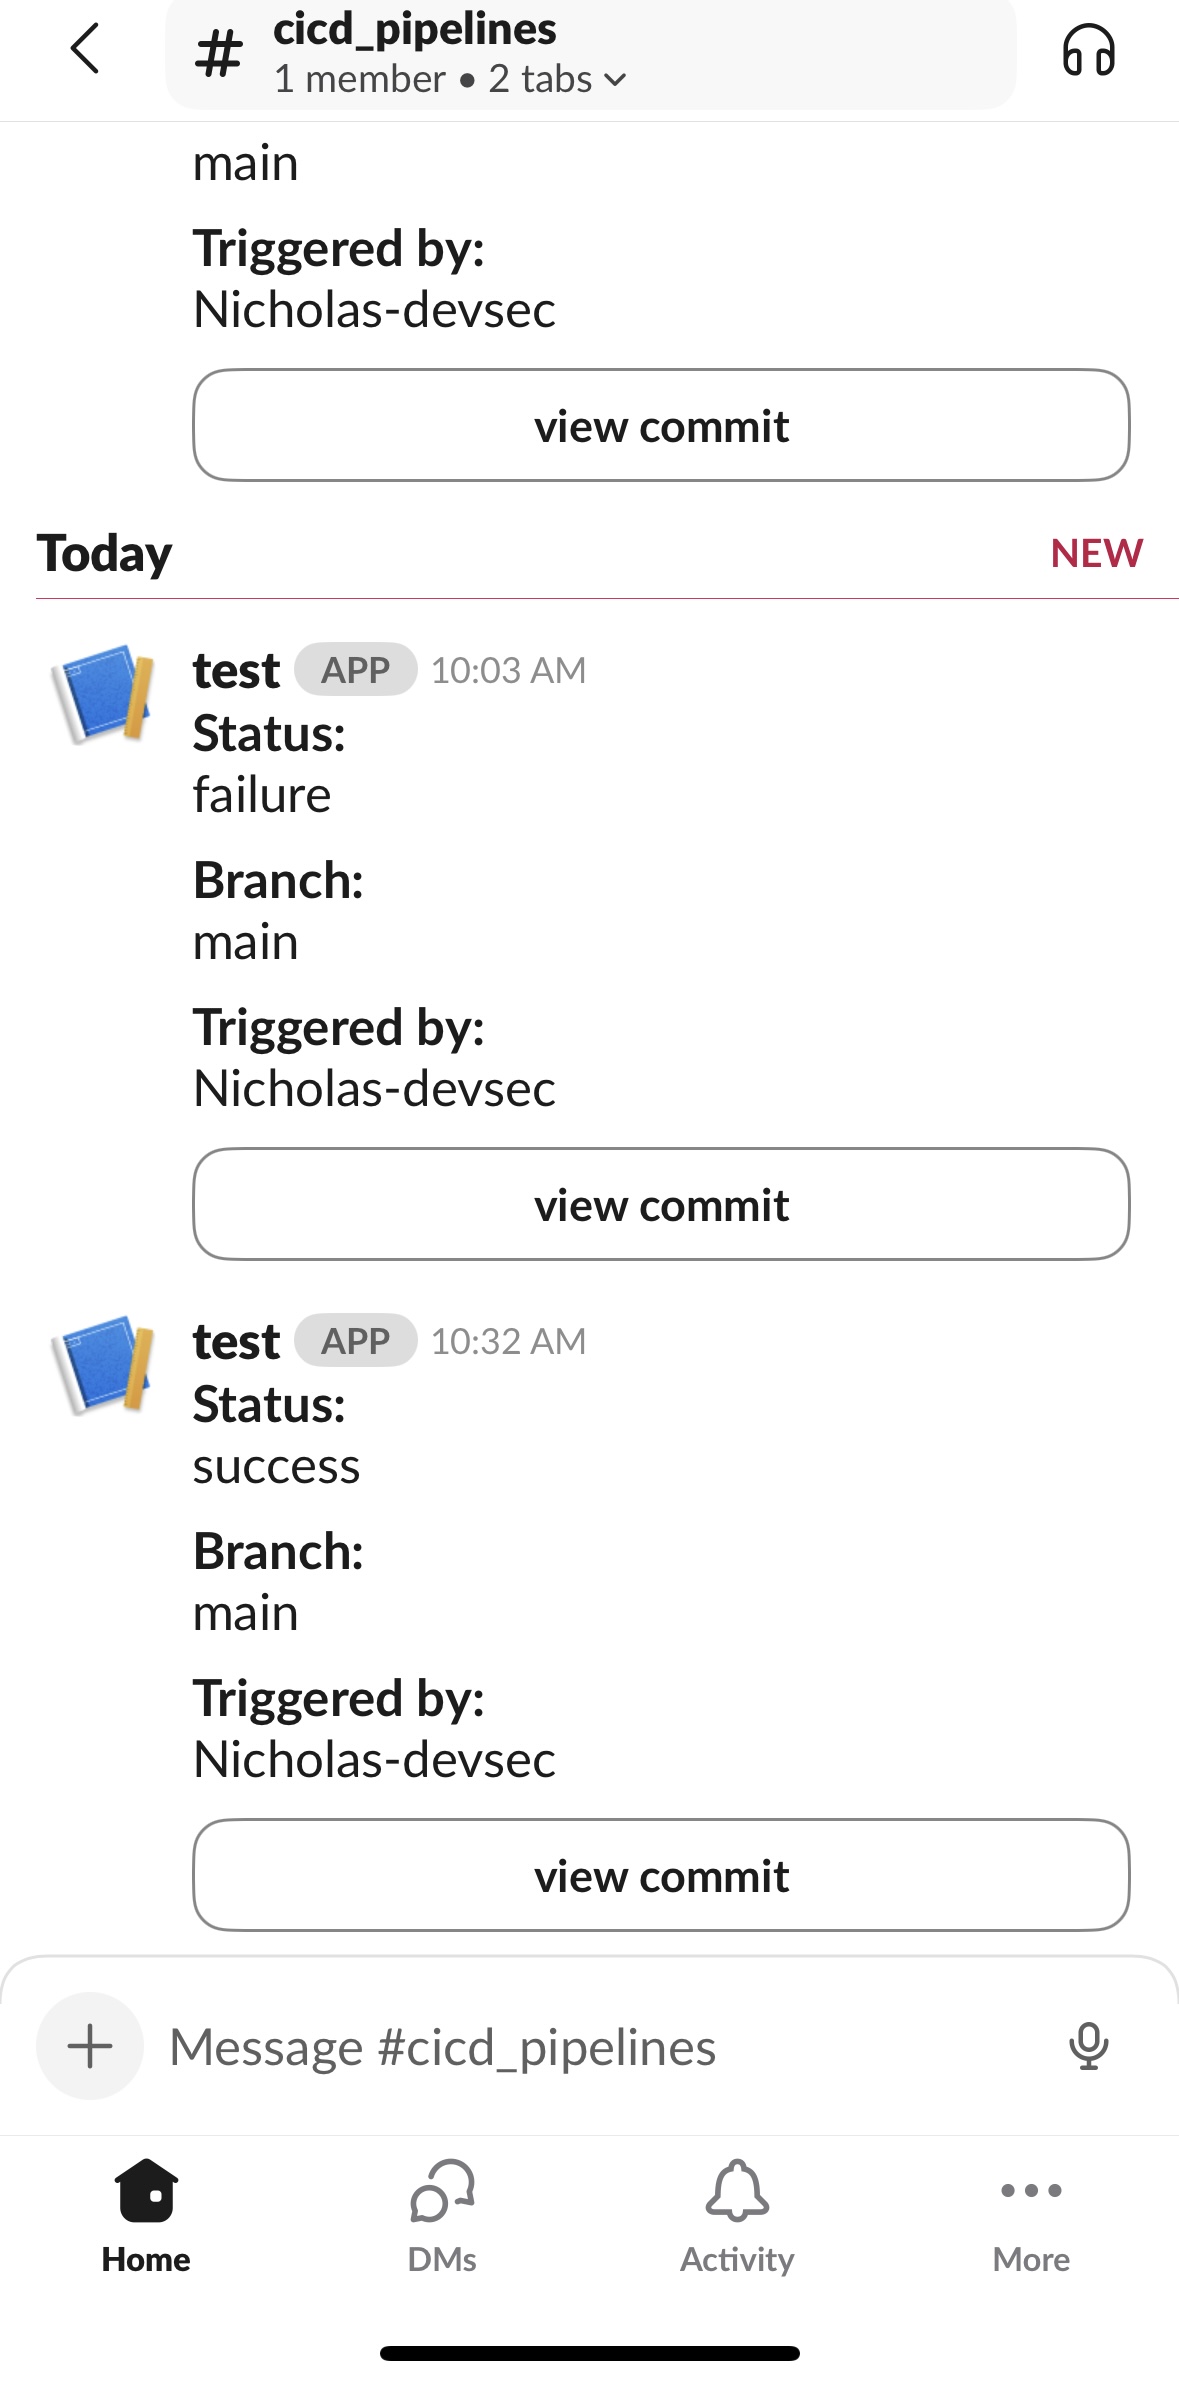 cicd_pipelines
1 member • 2 tabs
main
Triggered by:
Nicholas-devsec
view commit
Today NEW
test APP 10:03 AM
Status:
failure
Branch:
main
Triggered by:
Nicholas-devsec
view commit
test APP 10:32 AM
Status:
success
Branch:
main
Triggered by:
Nicholas-devsec
view commit
Message #cicd_pipelines
Home DMs Activity More